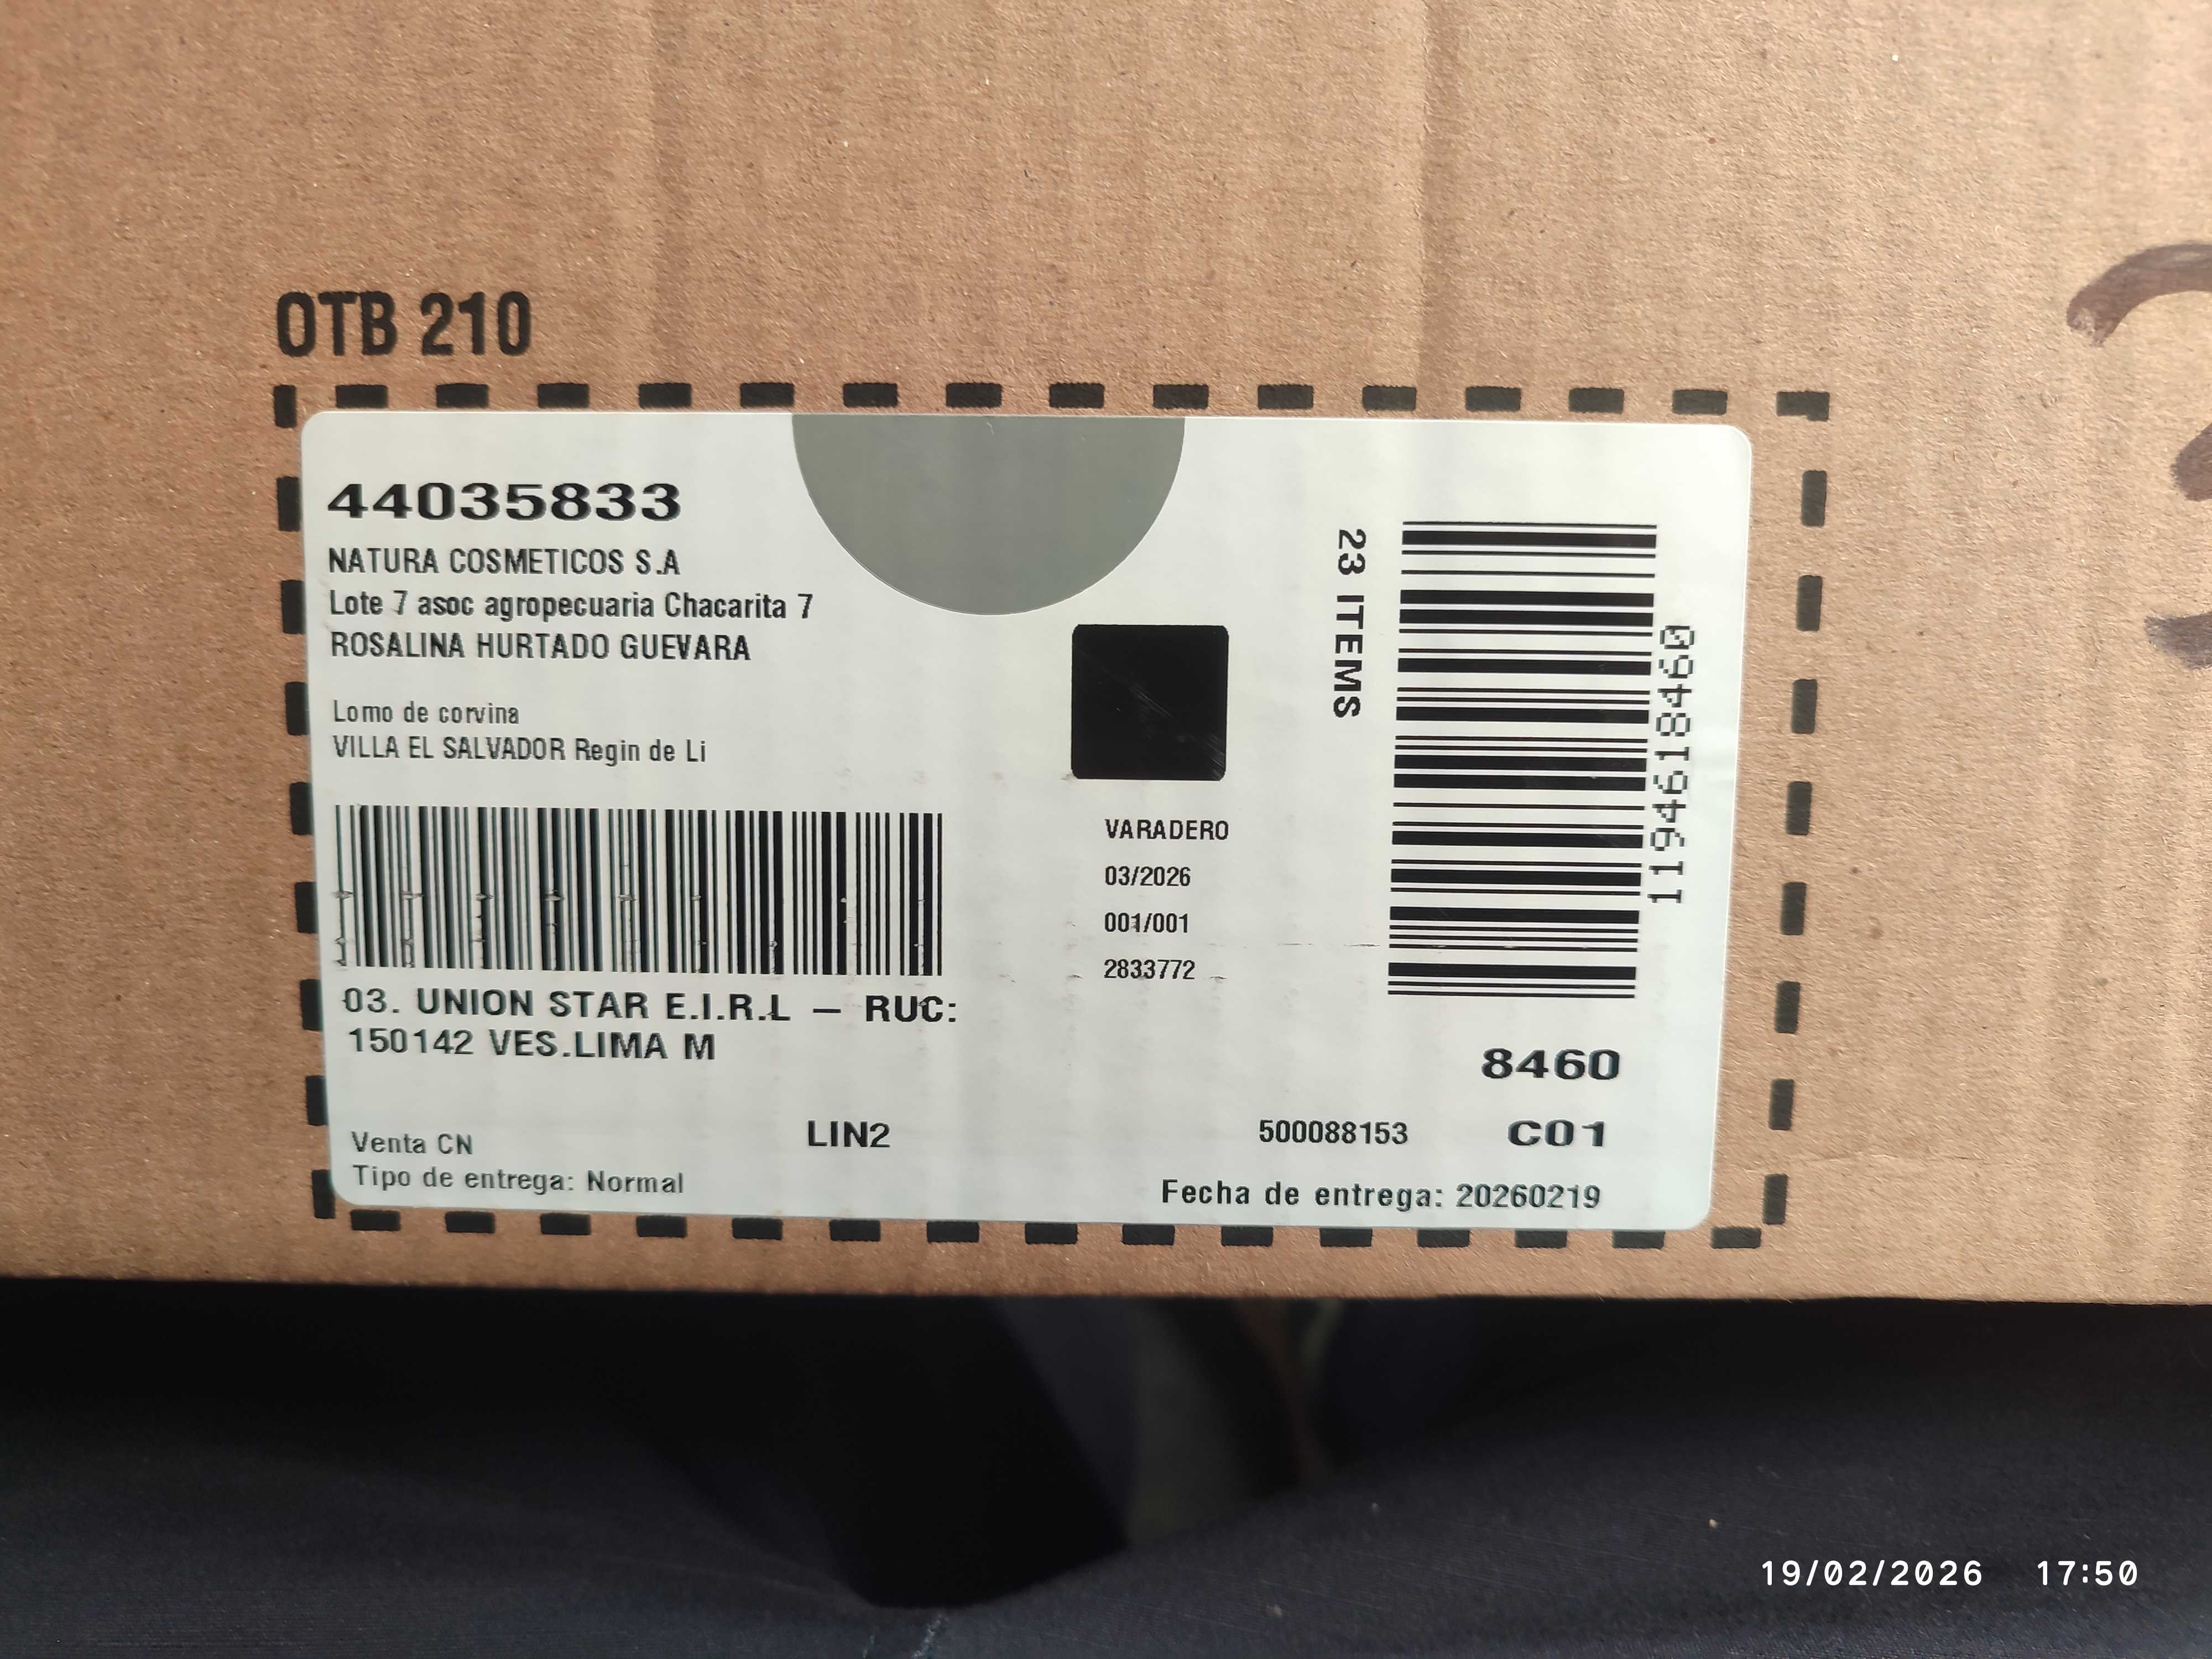 OTB 210
44035833
NATURA COSMETICOS S.A
Lote 7 asoc agropecuaria Chacarita 7
ROSALINA HURTADO GUEVARA
Lomo de corvina
VILLA EL SALVADOR Regin de Li
03. UNION STAR E.I.R.L — RUC:
150142 VES.LIMA M
Venta CN
Tipo de entrega: Normal
LIN2
VARADERO
03/2026
001/001
2833772
23 ITEMS
1194618460
8460
500088153 C01
Fecha de entrega: 20260219
19/02/2026 17:50